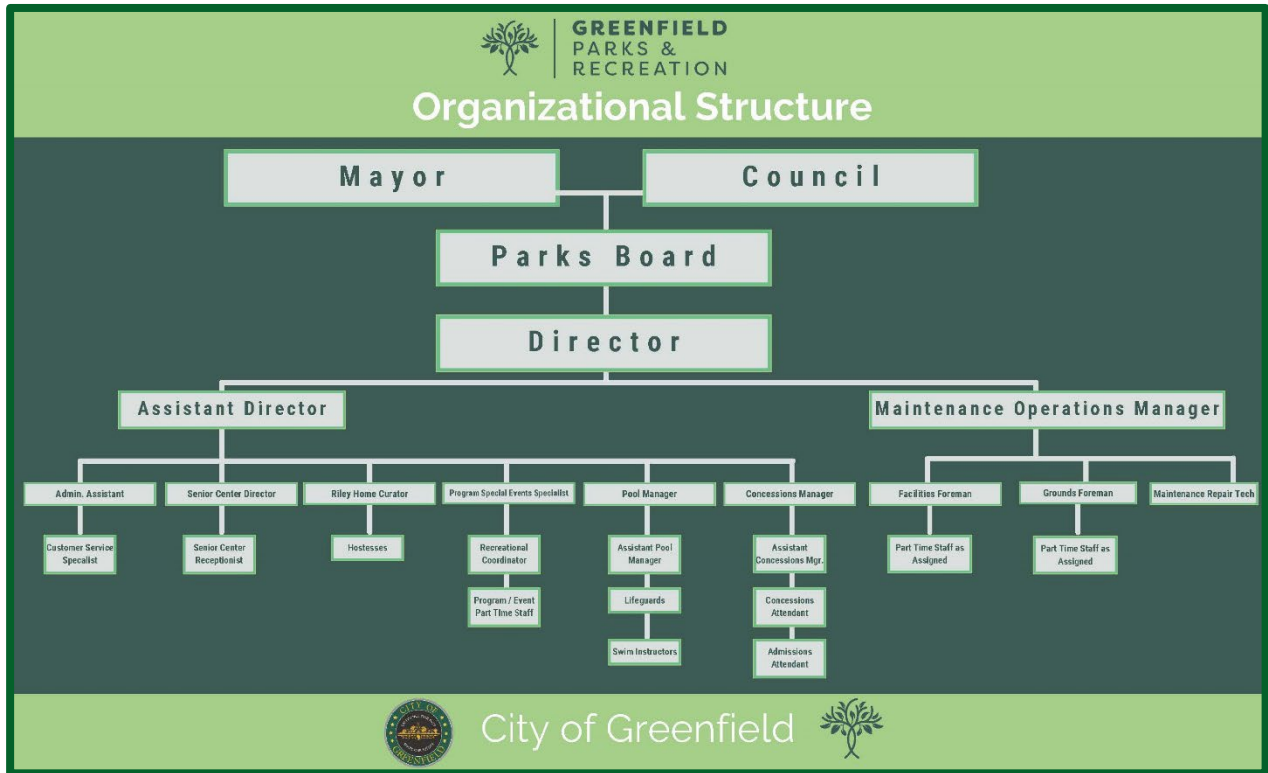 GREENFIELD
PARKS &
RECREATION
Organizational Structure
Mayor
Council
Parks Board
Director
Assistant Director
Maintenance Operations Manager
Admin. Assistant
Senior Center Director
Riley Home Curator
Program Special Events Specialist
Pool Manager
Concessions Manager
Facilities Foreman
Grounds Foreman
Maintenance Repair Tech
Customer Service
Specalist
Senior Center
Receptionist
Hostesses
Recreational
Coordinator
Assistant Pool
Manager
Assistant
Concessions Mgr.
Part Time Staff as
Assigned
Part Time Staff as
Assigned
Program / Event
Part TIme Staff
Lifeguards
Concessions
Attendant
Swim Instructors
Admissions
Attendant
CITY OF
GREENFIELD
City of Greenfield